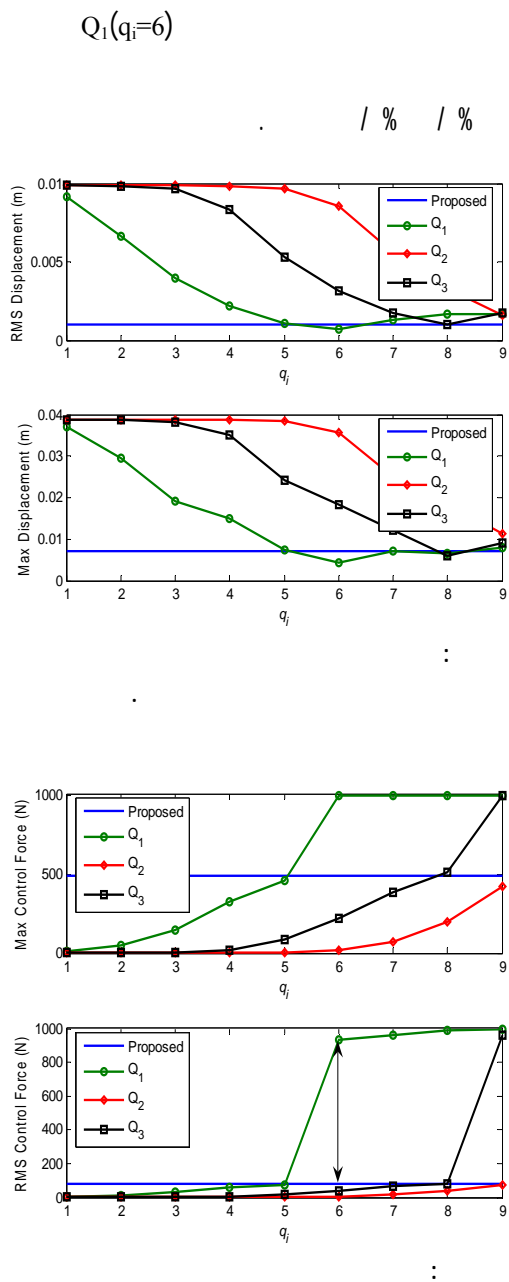 Q₁(qᵢ=6)
. / % / %
RMS Displacement (m)
0.01
0.005
0
1 2 3 4 5 6 7 8 9
qᵢ
Proposed
Q₁
Q₂
Q₃
Max Displacement (m)
0.04
0.03
0.02
0.01
0
1 2 3 4 5 6 7 8 9
qᵢ
Proposed
Q₁
Q₂
Q₃
:
.
Max Control Force (N)
1000
500
0
1 2 3 4 5 6 7 8 9
qᵢ
Proposed
Q₁
Q₂
Q₃
RMS Control Force (N)
1000
800
600
400
200
0
1 2 3 4 5 6 7 8 9
qᵢ
Proposed
Q₁
Q₂
Q₃
: